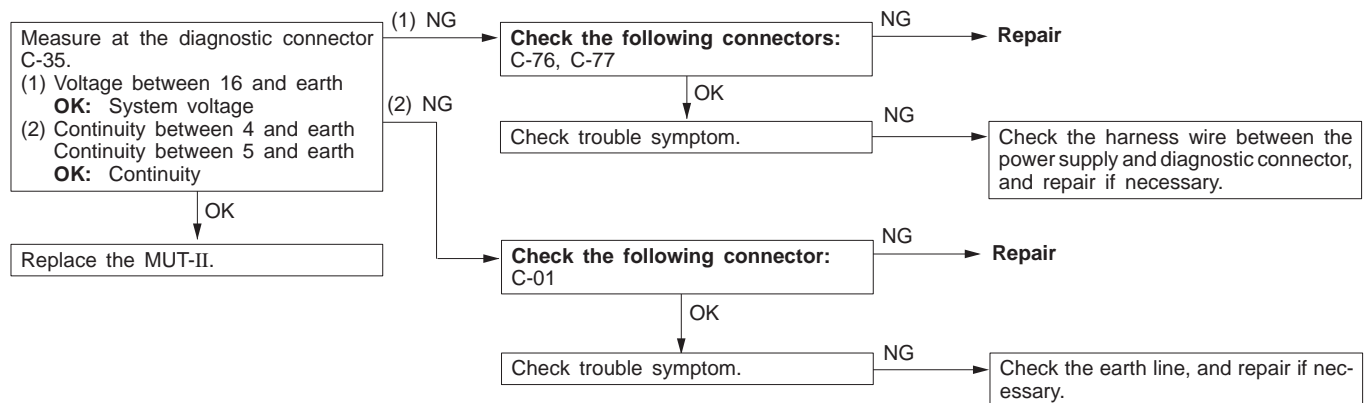 Measure at the diagnostic connector
C-35.
(1) Voltage between 16 and earth
OK: System voltage
(2) Continuity between 4 and earth
Continuity between 5 and earth
OK: Continuity
OK
Replace the MUT-II.
(1) NG
Check the following connectors:
C-76, C-77
NG
Repair
OK
Check trouble symptom.
NG
Check the harness wire between the
power supply and diagnostic connector,
and repair if necessary.
(2) NG
Check the following connector:
C-01
NG
Repair
OK
Check trouble symptom.
NG
Check the earth line, and repair if nec-
essary.